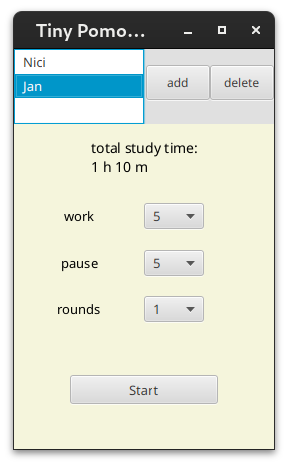 Tiny Pomo...
Nici
Jan
add
delete
total study time:
1 h 10 m
work
5
pause
5
rounds
1
Start